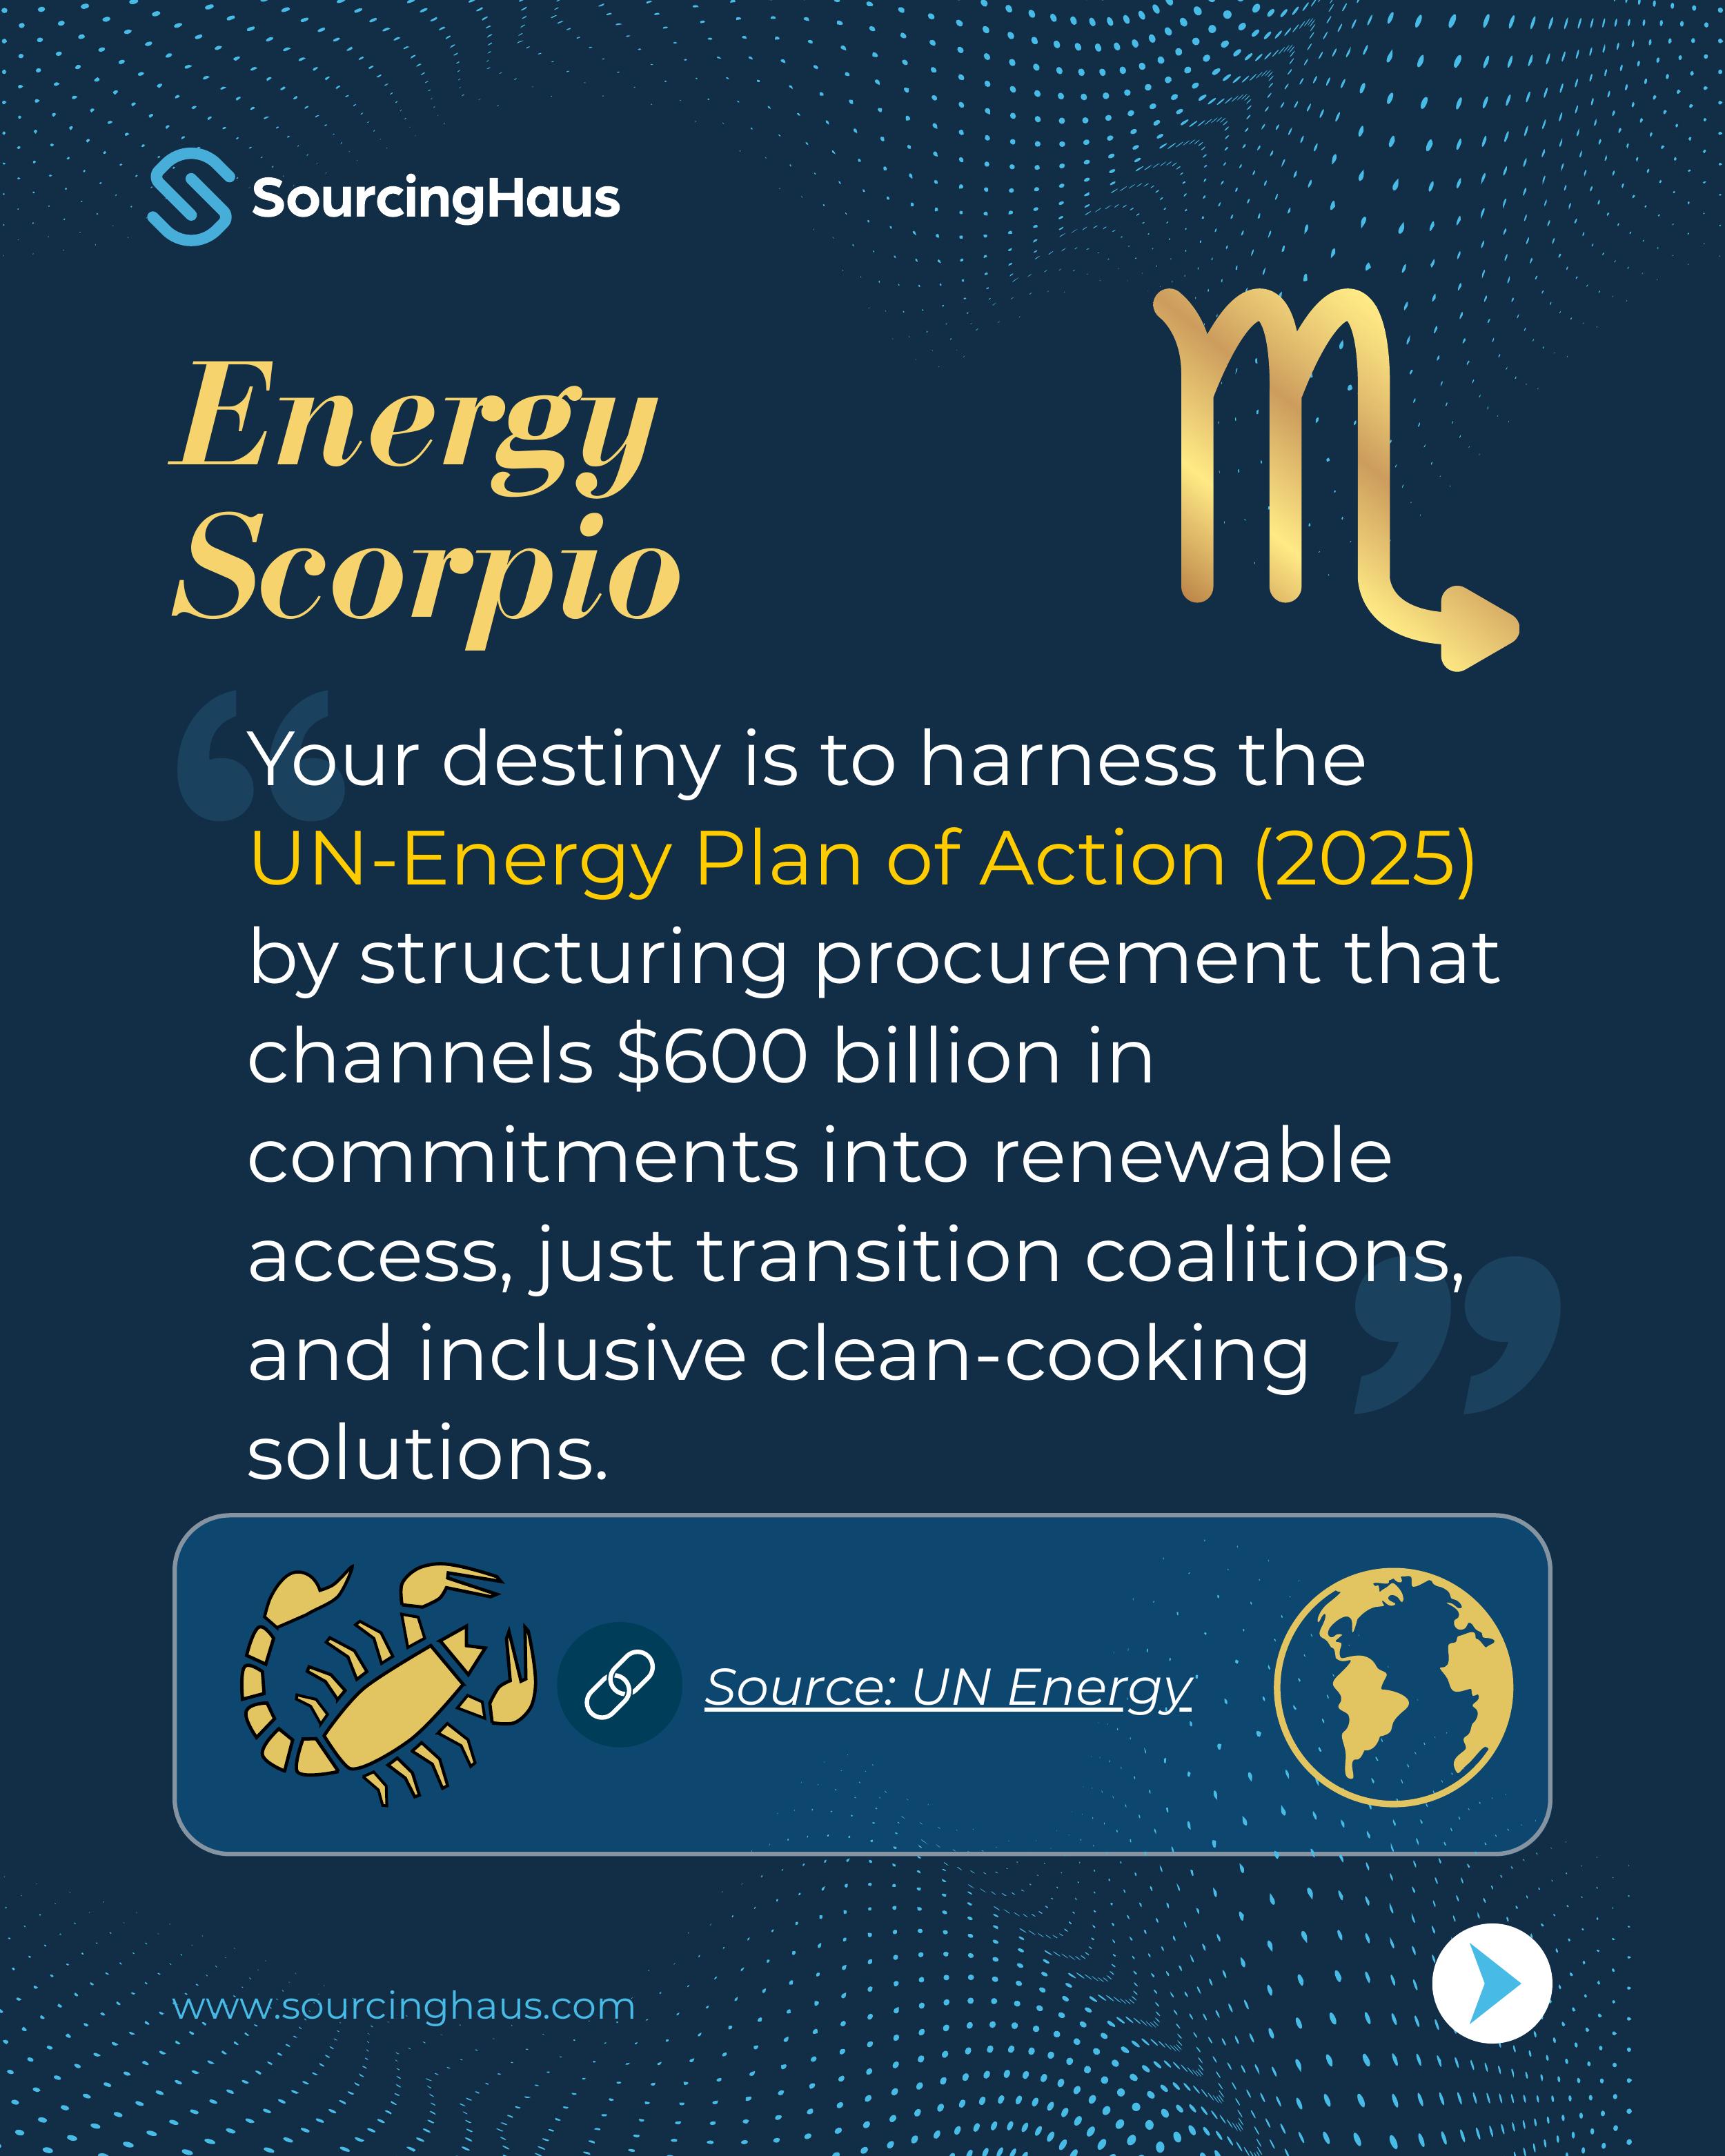 SourcingHaus
Energy
Scorpio
Your destiny is to harness the
UN-Energy Plan of Action (2025)
by structuring procurement that
channels $600 billion in
commitments into renewable
access, just transition coalitions,
and inclusive clean-cooking
solutions.
Source: UN Energy
www.sourcinghaus.com